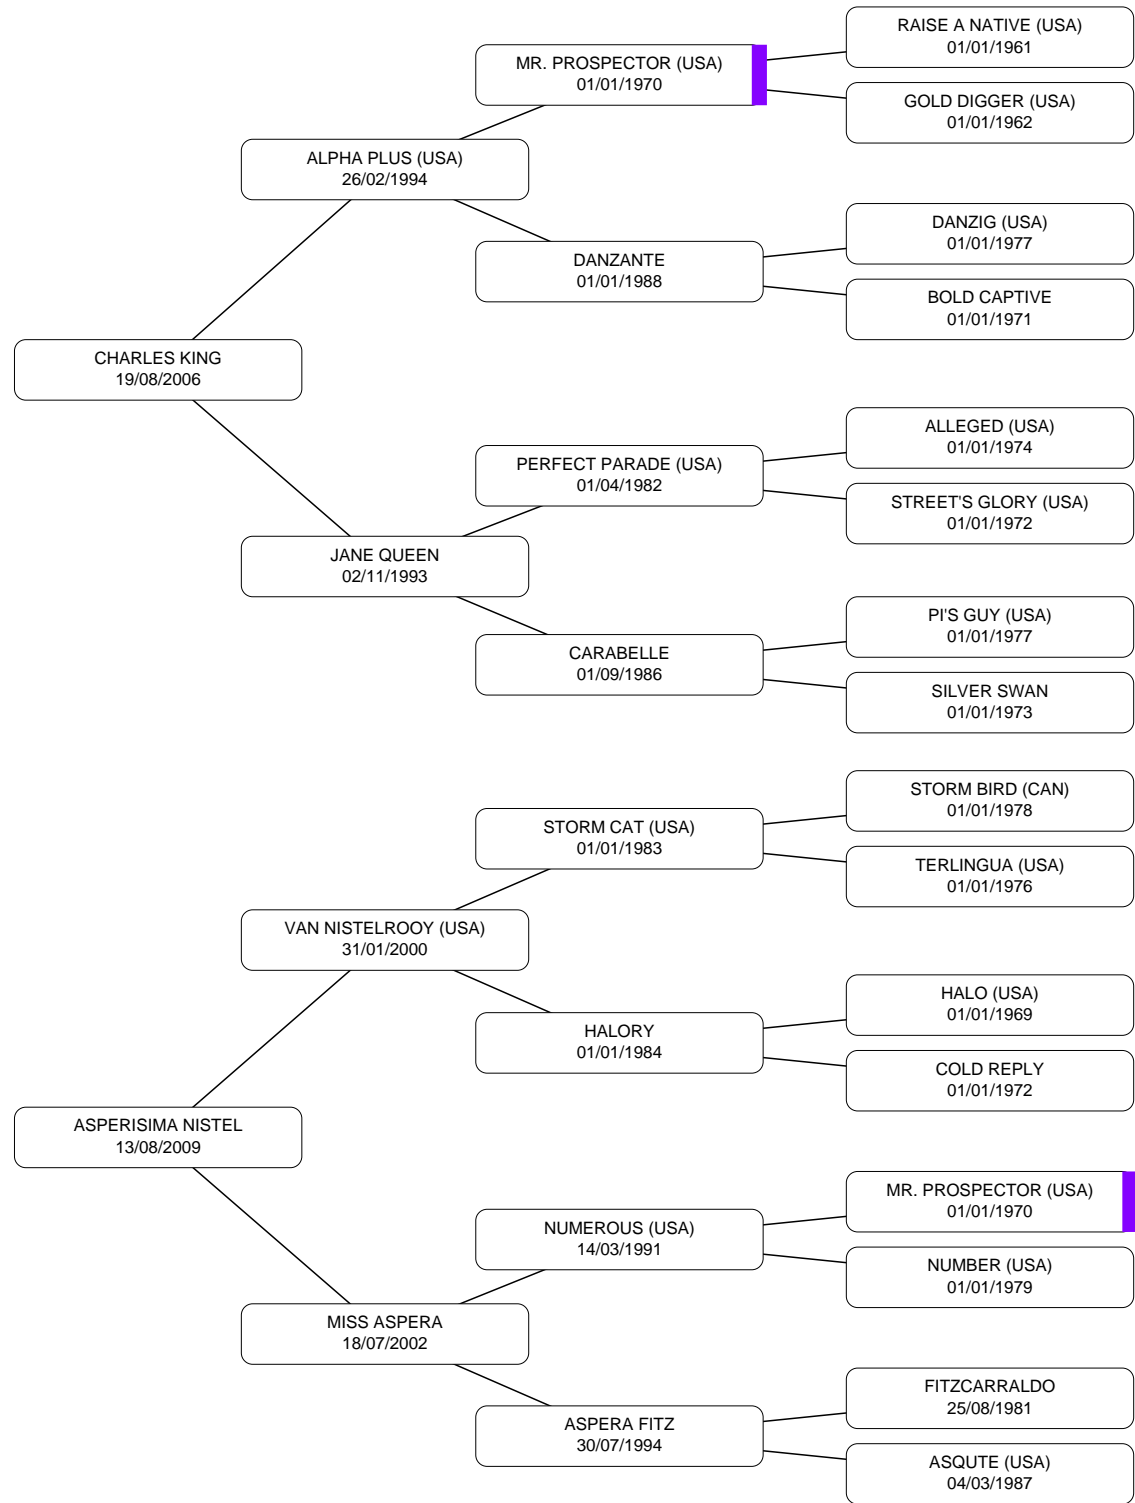 RAISE A NATIVE (USA)
01/01/1961
MR. PROSPECTOR (USA)
01/01/1970
GOLD DIGGER (USA)
01/01/1962
ALPHA PLUS (USA)
26/02/1994
DANZIG (USA)
01/01/1977
DANZANTE
01/01/1988
BOLD CAPTIVE
01/01/1971
CHARLES KING
19/08/2006
ALLEGED (USA)
01/01/1974
PERFECT PARADE (USA)
01/04/1982
STREET'S GLORY (USA)
01/01/1972
JANE QUEEN
02/11/1993
PI'S GUY (USA)
01/01/1977
CARABELLE
01/09/1986
SILVER SWAN
01/01/1973
STORM BIRD (CAN)
01/01/1978
STORM CAT (USA)
01/01/1983
TERLINGUA (USA)
01/01/1976
VAN NISTELROOY (USA)
31/01/2000
HALO (USA)
01/01/1969
HALORY
01/01/1984
COLD REPLY
01/01/1972
ASPERISIMA NISTEL
13/08/2009
MR. PROSPECTOR (USA)
01/01/1970
NUMEROUS (USA)
14/03/1991
NUMBER (USA)
01/01/1979
MISS ASPERA
18/07/2002
FITZCARRALDO
25/08/1981
ASPERA FITZ
30/07/1994
ASQUTE (USA)
04/03/1987